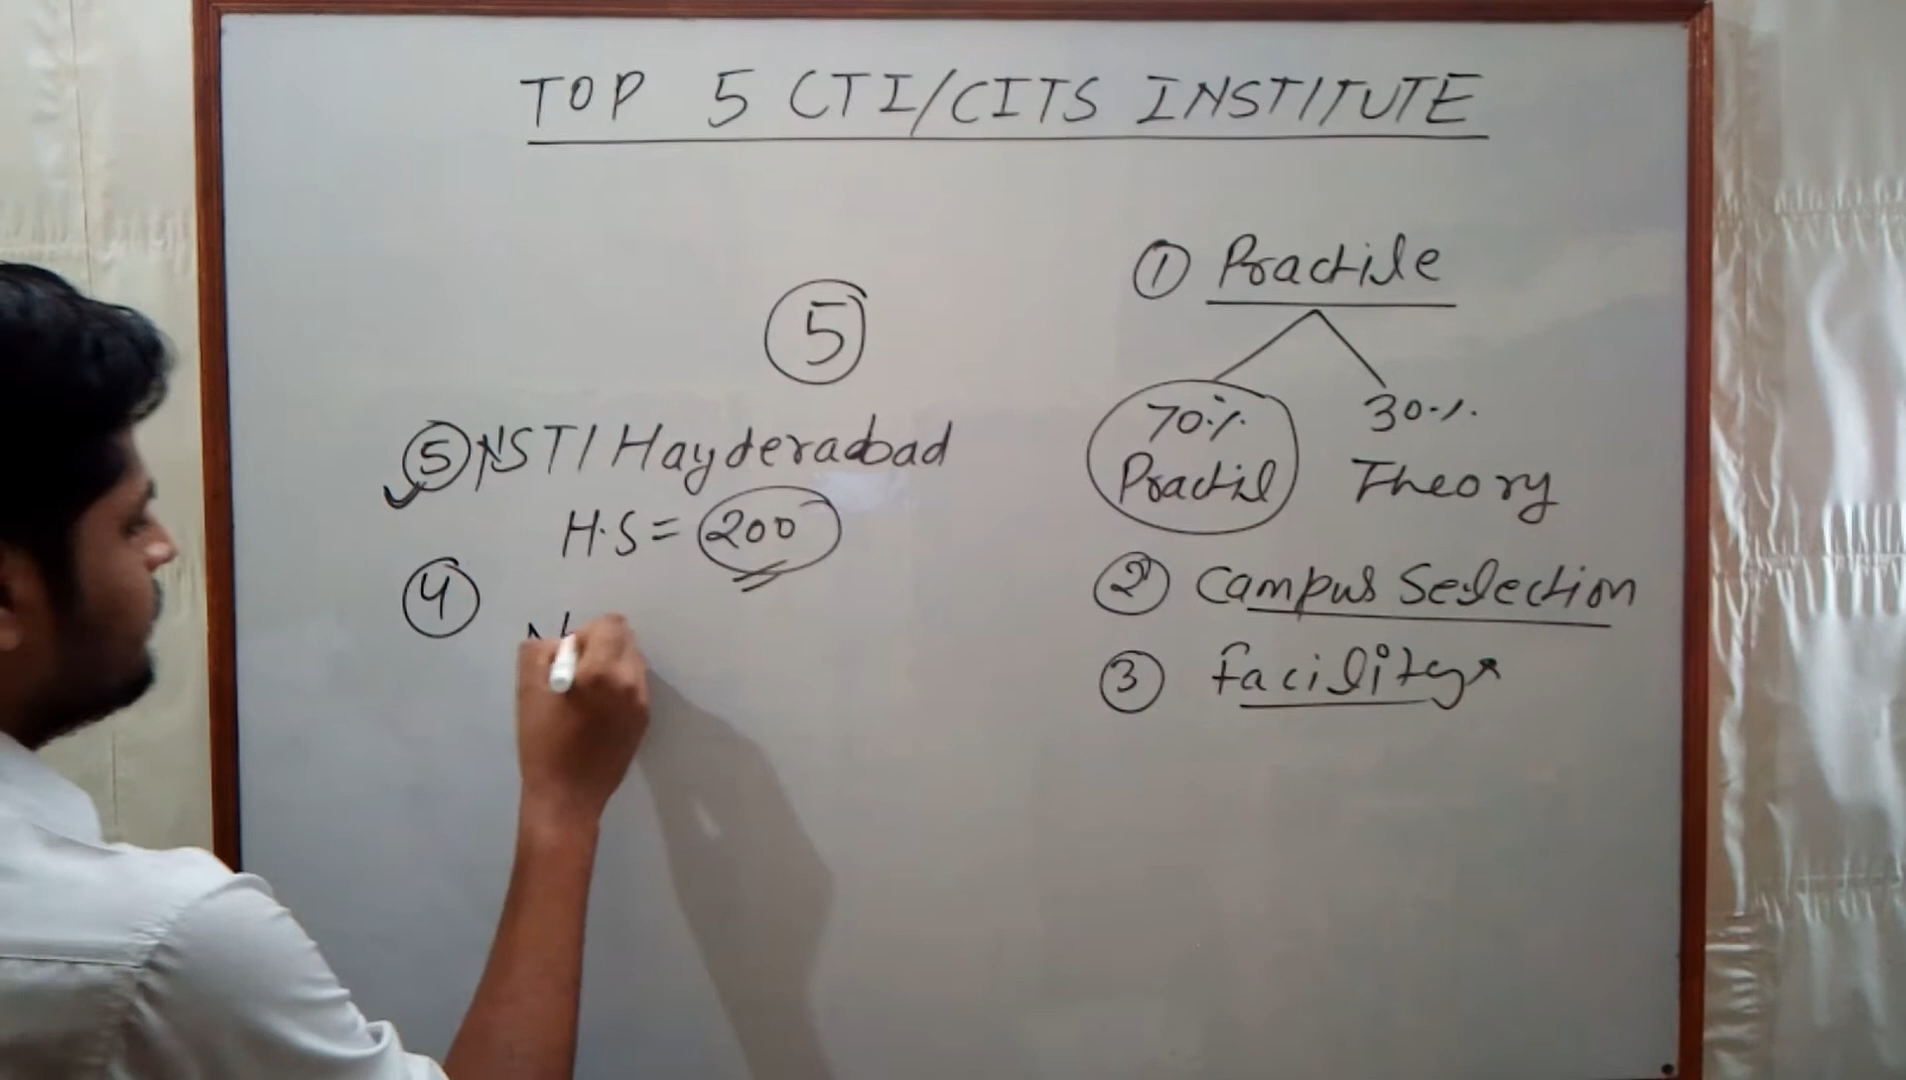 TOP 5 CTI/CITS INSTITUTE
5
⑤ NSTI Hayderabad
H.S = 200
④ N
① Practile
70% Practil
30% Theory
② Campus Selection
③ facilitys